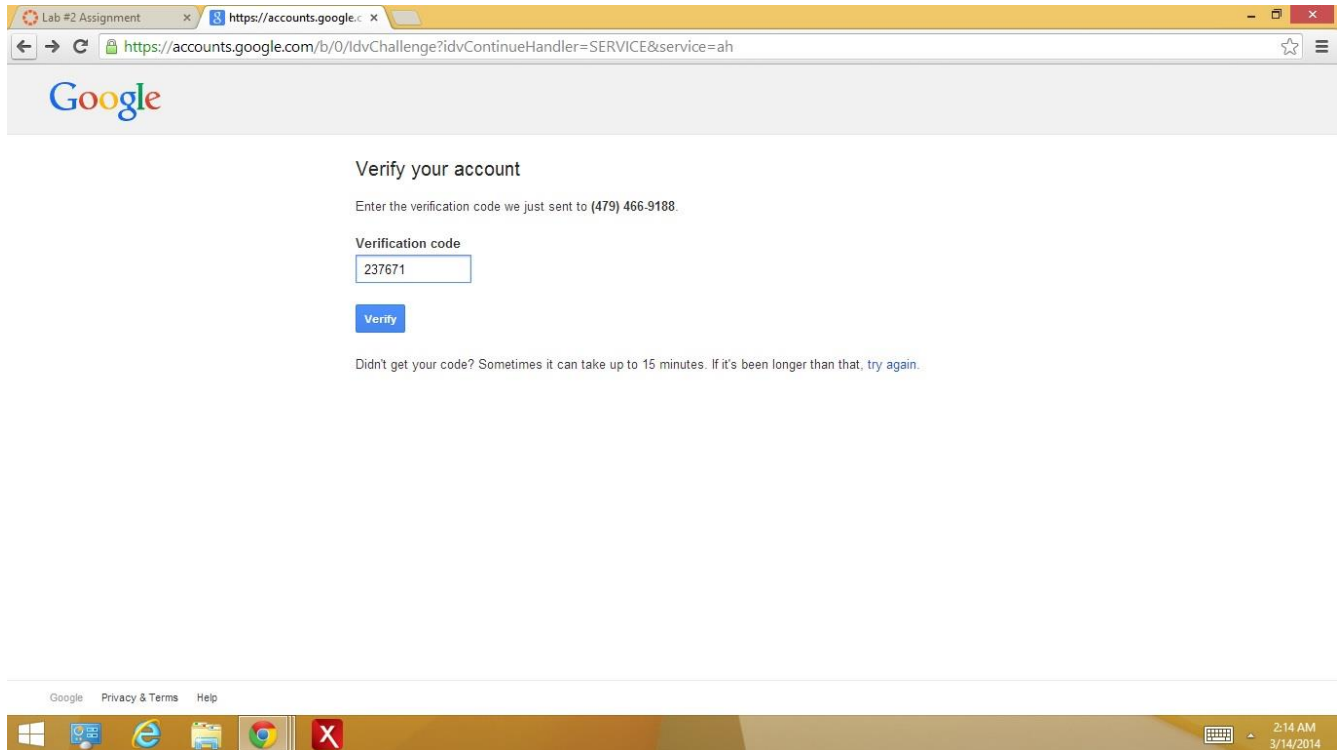 Lab #2 Assignment
https://accounts.google.c
https://accounts.google.com/b/0/IdvChallenge?idvContinueHandler=SERVICE&service=ah
Google
Verify your account
Enter the verification code we just sent to (479) 466-9188.
Verification code
237671
Verify
Didn't get your code? Sometimes it can take up to 15 minutes. If it's been longer than that, try again.
Google Privacy & Terms Help
2:14 AM
3/14/2014